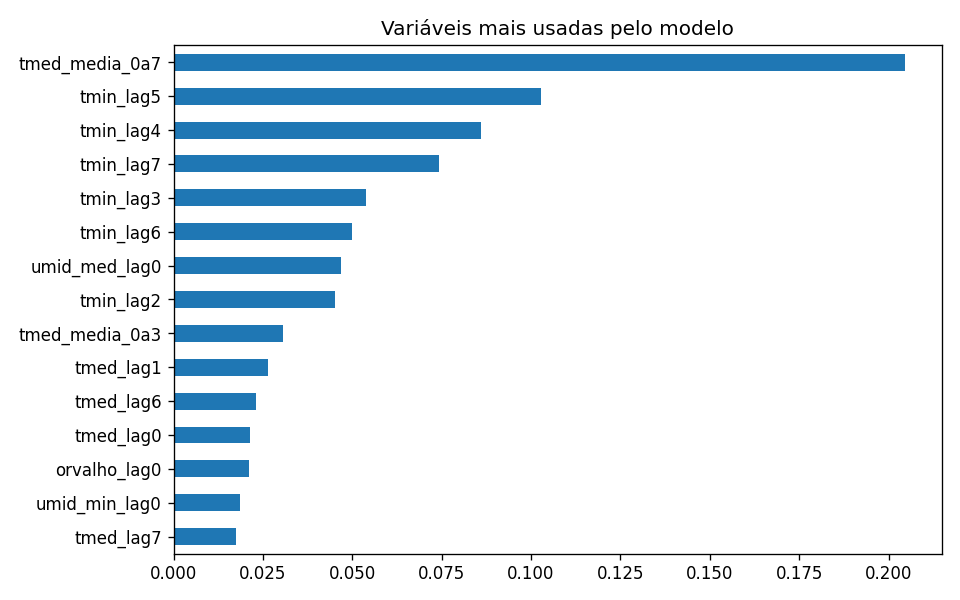 Variáveis mais usadas pelo modelo
tmed_media_0a7
tmin_lag5
tmin_lag4
tmin_lag7
tmin_lag3
tmin_lag6
umid_med_lag0
tmin_lag2
tmed_media_0a3
tmed_lag1
tmed_lag6
tmed_lag0
orvalho_lag0
umid_min_lag0
tmed_lag7
0.000 0.025 0.050 0.075 0.100 0.125 0.150 0.175 0.200